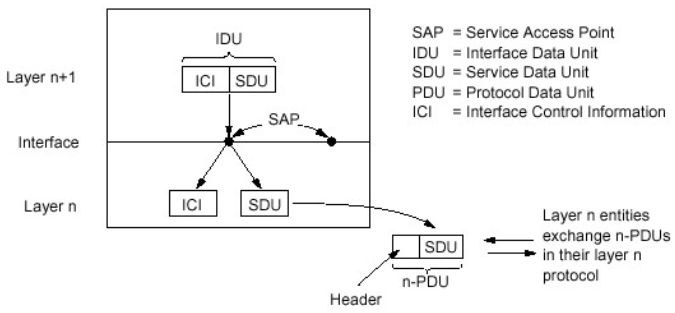 IDU
Layer n+1
ICI SDU
SAP
Interface
Layer n
ICI SDU
SDU
n-PDU
Header
SAP = Service Access Point
IDU = Interface Data Unit
SDU = Service Data Unit
PDU = Protocol Data Unit
ICI = Interface Control Information
Layer n entities
exchange n-PDUs
in their layer n
protocol